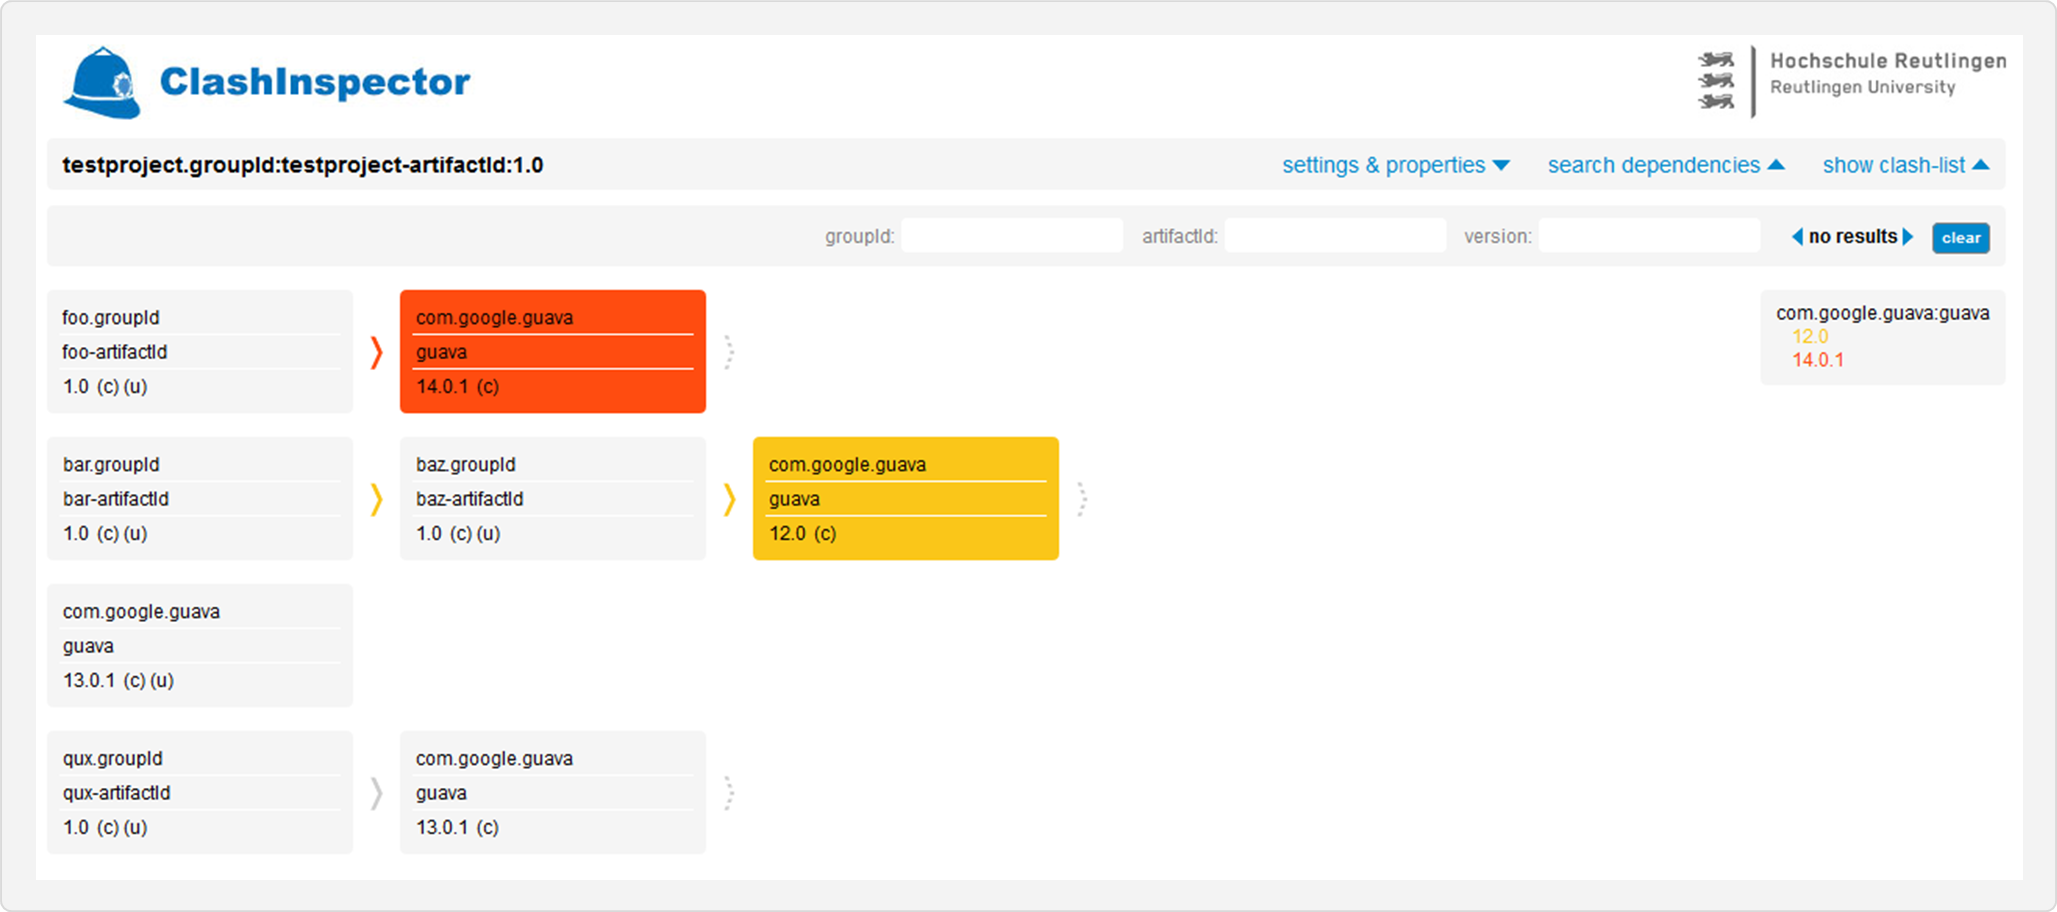 ClashInspector
Hochschule Reutlingen
Reutlingen University
testproject.groupId:testproject-artifactId:1.0
settings & properties
search dependencies
show clash-list
groupId:
artifactId:
version:
no results
clear
foo.groupId
foo-artifactId
1.0 (c) (u)
com.google.guava
guava
14.0.1 (c)
com.google.guava:guava
12.0
14.0.1
bar.groupId
bar-artifactId
1.0 (c) (u)
baz.groupId
baz-artifactId
1.0 (c) (u)
com.google.guava
guava
12.0 (c)
com.google.guava
guava
13.0.1 (c) (u)
qux.groupId
qux-artifactId
1.0 (c) (u)
com.google.guava
guava
13.0.1 (c)